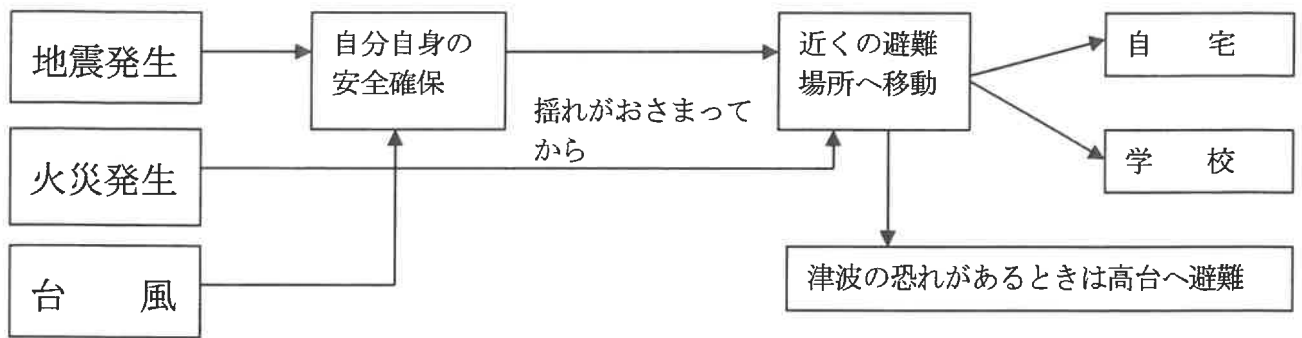 地震発生
自分自身の
安全確保
近くの避難
場所へ移動
自　　宅
揺れがおさまって
から
火災発生
学　　校
台　　風
津波の恐れがあるときは高台へ避難